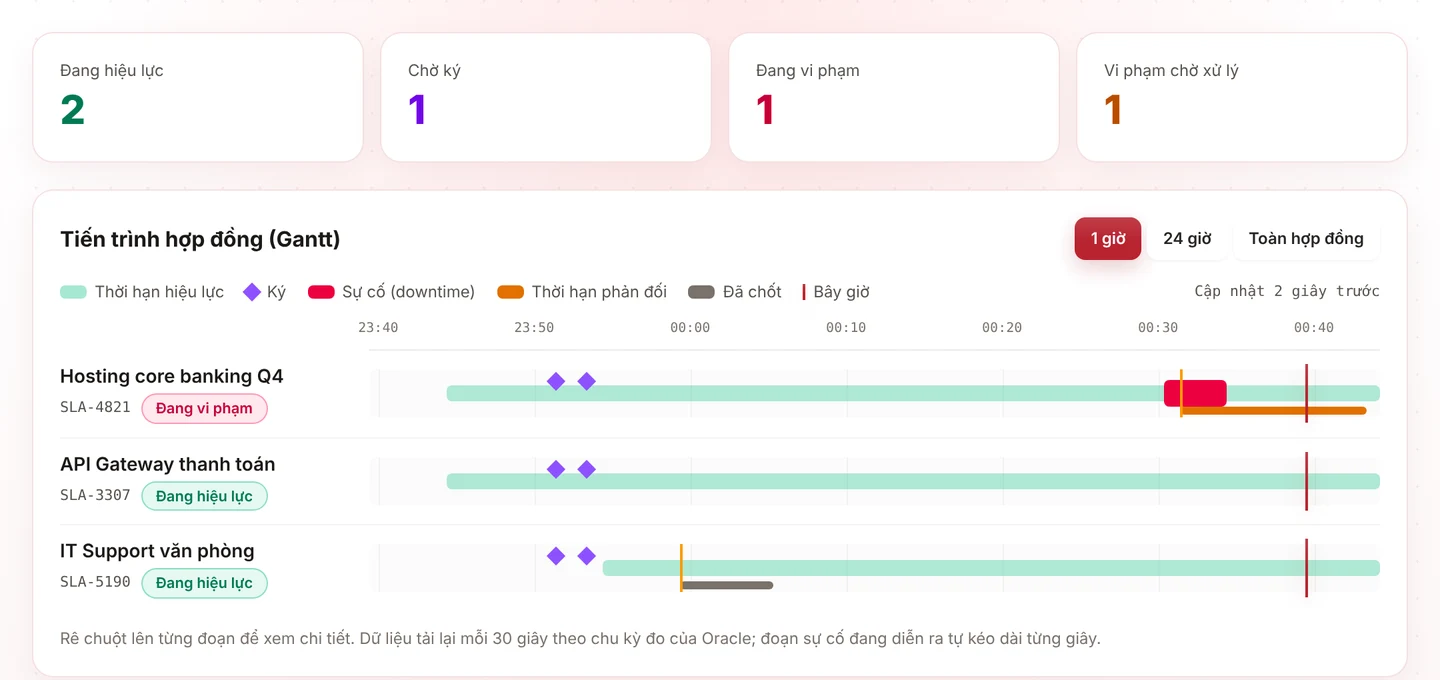 Đang hiệu lực
2
Chờ ký
1
Đang vi phạm
1
Vi phạm chờ xử lý
1
Tiến trình hợp đồng (Gantt)
1 giờ 24 giờ Toàn hợp đồng
Thời hạn hiệu lực Ký Sự cố (downtime) Thời hạn phản đối Đã chốt Bây giờ Cập nhật 2 giây trước
23:40 23:50 00:00 00:10 00:20 00:30 00:40
Hosting core banking Q4
SLA-4821 Đang vi phạm
API Gateway thanh toán
SLA-3307 Đang hiệu lực
IT Support văn phòng
SLA-5190 Đang hiệu lực
Rê chuột lên từng đoạn để xem chi tiết. Dữ liệu tải lại mỗi 30 giây theo chu kỳ đo của Oracle; đoạn sự cố đang diễn ra tự kéo dài từng giây.